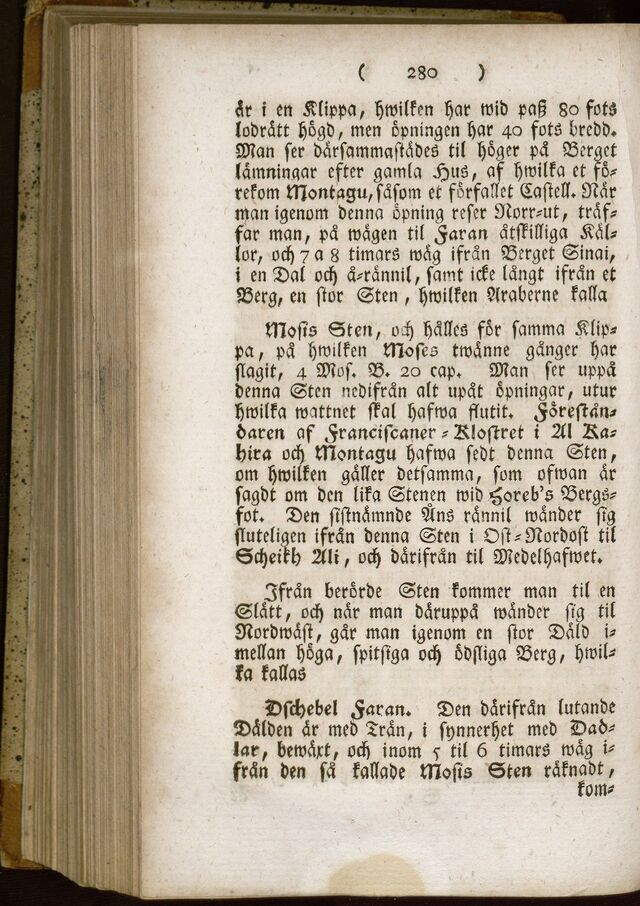 ( 280 )
är i en Klippa, hwilken har wid paß 80 fots
lodrätt högd, men öpningen har 40 fots bredd.
Man ser därsammastädes til höger på Berget
lämningar efter gamla Hus, af hwilka et fö-
rekom Montagu, såsom et förfallet Castell. När
man igenom denna öpning reser Norr-ut, träf-
far man, på wägen til Faran åtskilliga Käl-
lor, och 7 a 8 timars wäg ifrån Berget Sinai,
i en Dal och å-rännil, samt icke långt ifrån et
Berg, en stor Sten, hwilken Araberne kalla
Mosis Sten, och hålles för samma Klip-
pa, på hwilken Moses twänne gånger har
slagit, 4 Mos. B. 20 cap. Man ser uppå
denna Sten nedifrån alt upåt öpningar, utur
hwilka wattnet skal hafwa flutit. Förestån-
daren af Franciscaner-Klostret i Al Ka-
hira och Montagu hafwa sedt denna Sten,
om hwilken gäller detsamma, som ofwan är
sagdt om den lika Stenen wid Horeb's Bergs-
fot. Den sistnämnde Åns rännil wänder sig
sluteligen ifrån denna Sten i Ost-Nordost til
Scheikh Ali, och därifrån til Medelhafwet.
Ifrån berörde Sten kommer man til en
Slätt, och när man däruppå wänder sig til
Nordwäst, går man igenom en stor Däld i-
mellan höga, spitsiga och ödsliga Berg, hwil-
ka kallas
Dschebel Faran. Den därifrån lutande
Dälden är med Trän, i synnerhet med Dad-
lar, bewäxt, och inom 5 til 6 timars wäg i-
från den så kallade Mosis Sten räknadt,
kom-